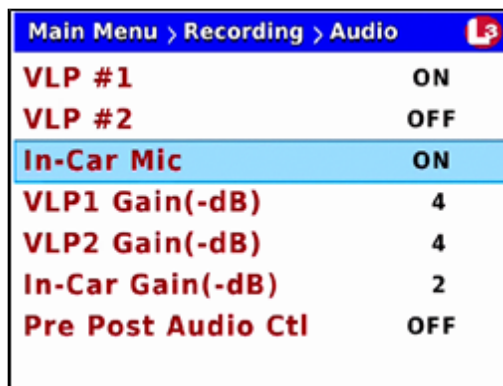 Main Menu > Recording > Audio L3
VLP #1 ON
VLP #2 OFF
In-Car Mic ON
VLP1 Gain(-dB) 4
VLP2 Gain(-dB) 4
In-Car Gain(-dB) 2
Pre Post Audio Ctl OFF